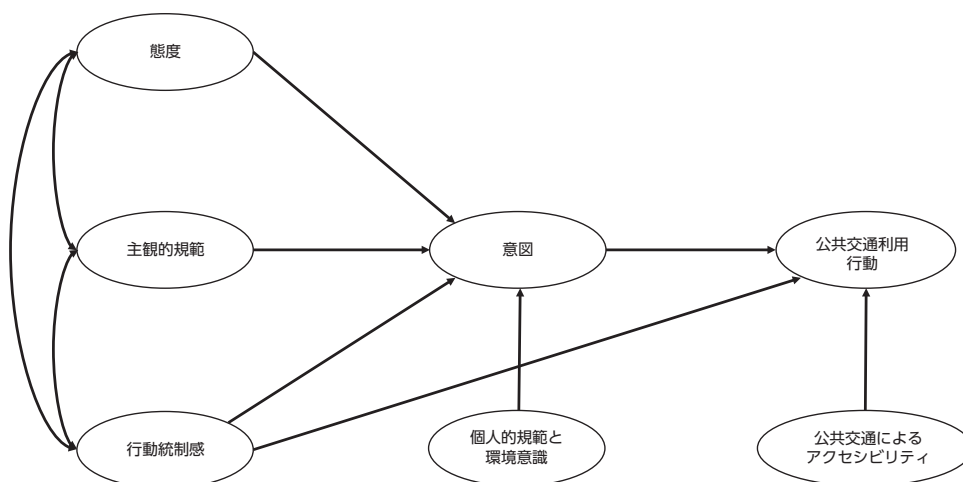 態度
主観的規範
意図
公共交通利用
行動
行動統制感
個人的規範と
環境意識
公共交通による
アクセシビリティ